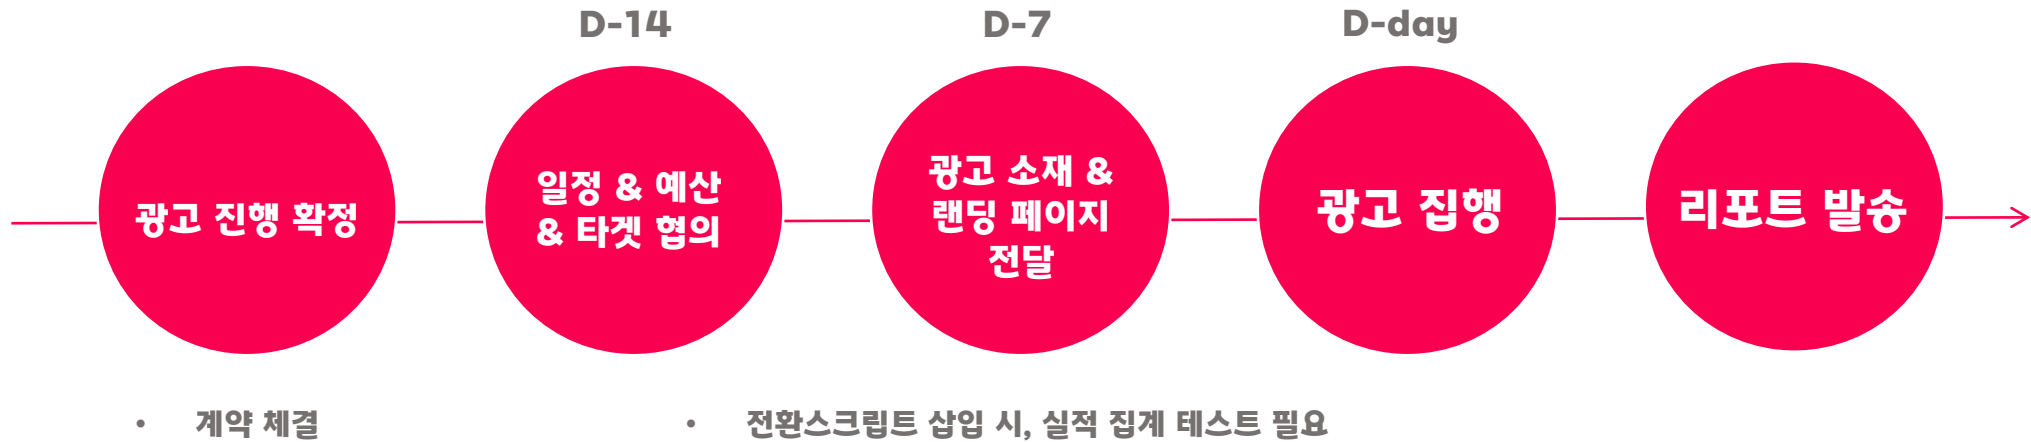 D-14
D-7
D-day
광고 진행 확정
일정 & 예산
& 타겟 협의
광고 소재 &
랜딩 페이지
전달
광고 집행
리포트 발송
• 계약 체결
• 전환스크립트 삽입 시, 실적 집계 테스트 필요